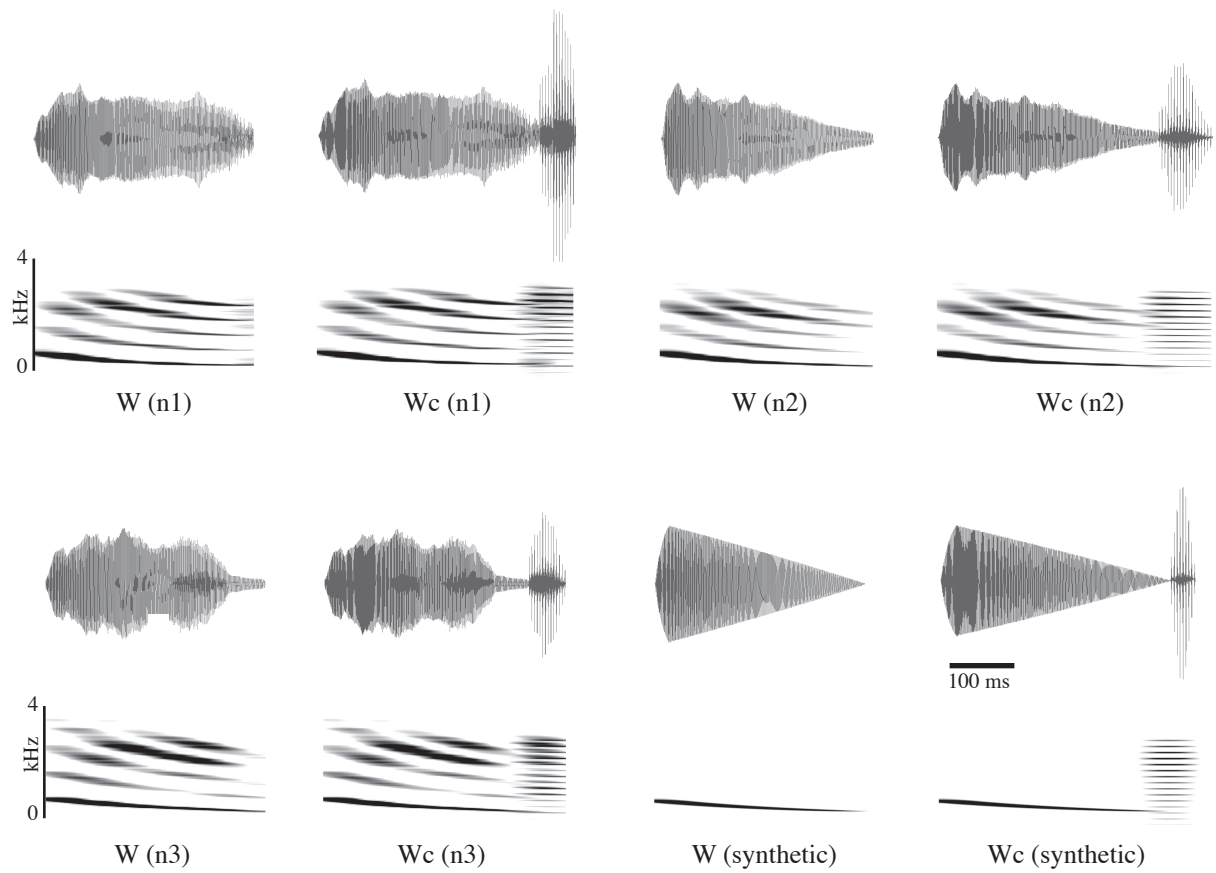 4
kHz
0
W (n1)
Wc (n1)
W (n2)
Wc (n2)
100 ms
4
kHz
0
W (n3)
Wc (n3)
W (synthetic)
Wc (synthetic)